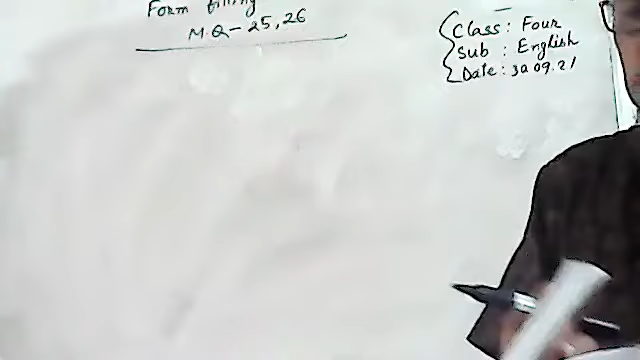 Form filling
M.Q - 25, 26
Class : Four
Sub : English
Date : 30.09.21